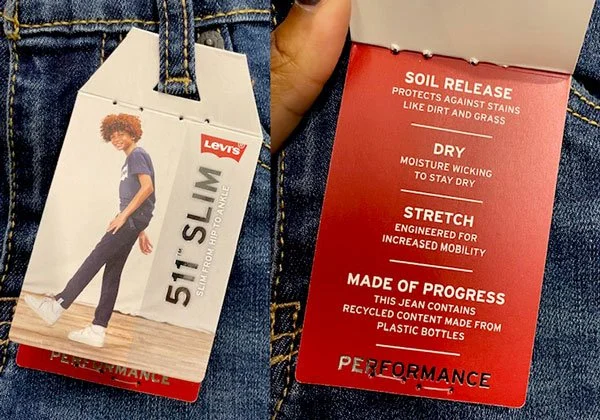 Levi's
511™ SLIM
SLIM FROM HIP TO ANKLE
PERFORMANCE
SOIL RELEASE
PROTECTS AGAINST STAINS
LIKE DIRT AND GRASS
DRY
MOISTURE WICKING
TO STAY DRY
STRETCH
ENGINEERED FOR
INCREASED MOBILITY
MADE OF PROGRESS
THIS JEAN CONTAINS
RECYCLED CONTENT MADE FROM
PLASTIC BOTTLES
PERFORMANCE